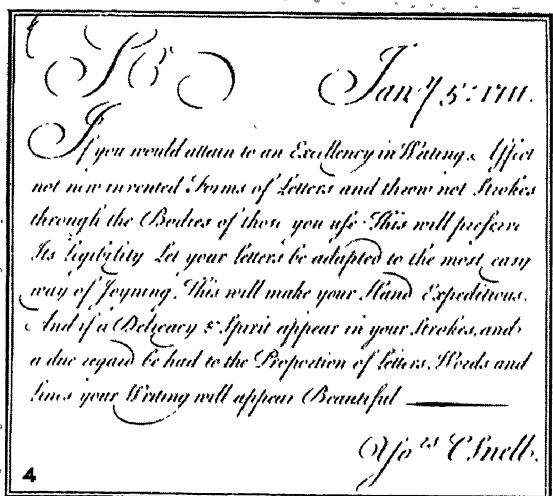 Sr. Janry 5th. 1711.
If you would attain to an Excellency in Writing, Affect
not new invented Forms of Letters and throw not Strokes
through the Bodies of those you use. This will preserve
Its Legibility Let your letters be adapted to the most easy
way of Joyning. This will make your Hand Expeditious.
And if a Delicacy & Spirit appear in your Strokes, and
a due regard be had to the Proportion of Letters, Words and
Lines your Writing will appear Beautiful
Yors C Snell.
4